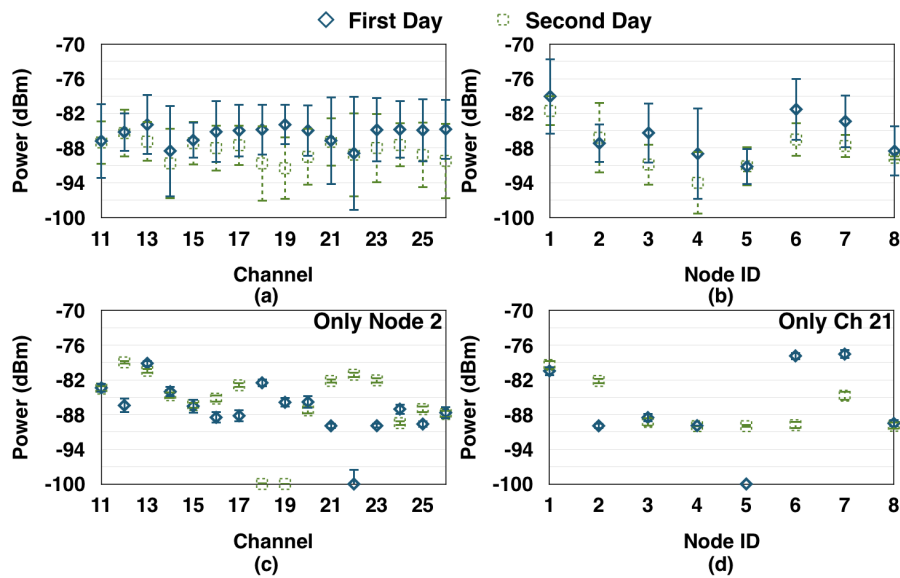 First Day Second Day
Power (dBm)
-70
-76
-82
-88
-94
-100
11 13 15 17 19 21 23 25
Channel
(a)
Power (dBm)
-70
-76
-82
-88
-94
-100
1 2 3 4 5 6 7 8
Node ID
(b)
Only Node 2
Power (dBm)
-70
-76
-82
-88
-94
-100
11 13 15 17 19 21 23 25
Channel
(c)
Only Ch 21
Power (dBm)
-70
-76
-82
-88
-94
-100
1 2 3 4 5 6 7 8
Node ID
(d)